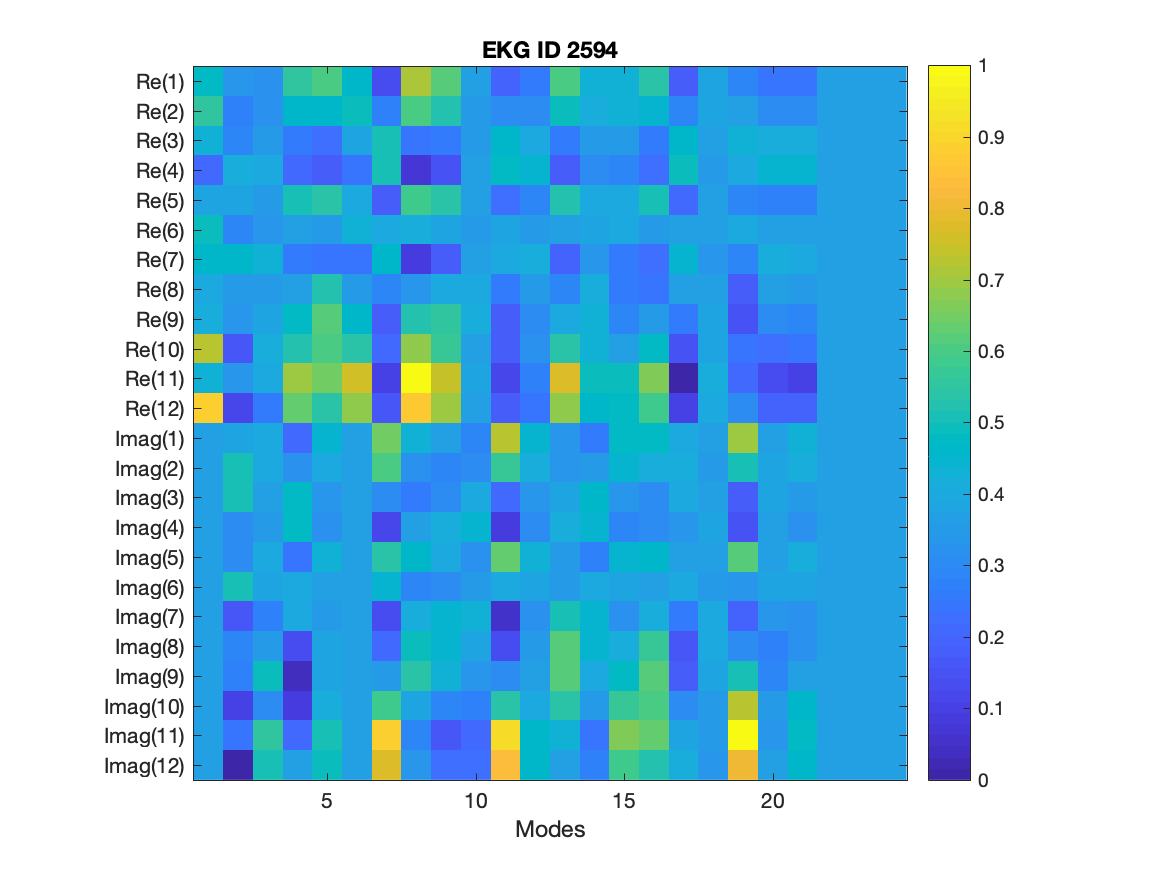 EKG ID 2594
Re(1)
Re(2)
Re(3)
Re(4)
Re(5)
Re(6)
Re(7)
Re(8)
Re(9)
Re(10)
Re(11)
Re(12)
Imag(1)
Imag(2)
Imag(3)
Imag(4)
Imag(5)
Imag(6)
Imag(7)
Imag(8)
Imag(9)
Imag(10)
Imag(11)
Imag(12)
5 10 15 20
Modes
1
0.9
0.8
0.7
0.6
0.5
0.4
0.3
0.2
0.1
0